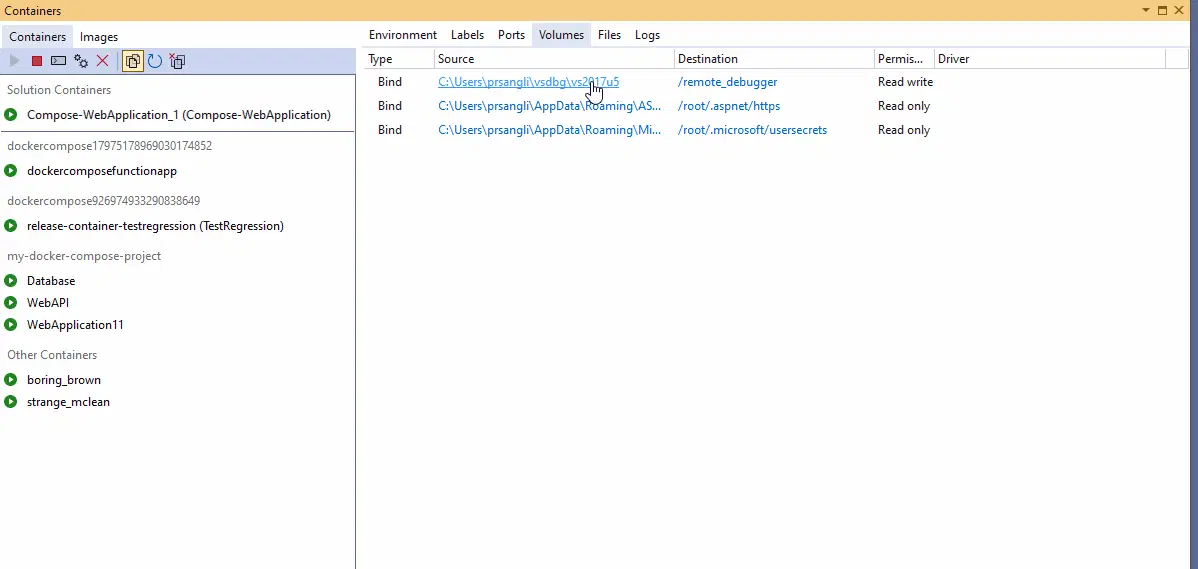 Containers
Containers Images
Solution Containers
Compose-WebApplication_1 (Compose-WebApplication)
dockercompose17975178969030174852
dockercomposefunctionapp
dockercompose926974933290838649
release-container-testregression (TestRegression)
my-docker-compose-project
Database
WebAPI
WebApplication11
Other Containers
boring_brown
strange_mclean
Environment Labels Ports Volumes Files Logs
Type Source Destination Permis... Driver
Bind C:\Users\prsangli\vsdbg\vs2017u5 /remote_debugger Read write
Bind C:\Users\prsangli\AppData\Roaming\AS... /root/.aspnet/https Read only
Bind C:\Users\prsangli\AppData\Roaming\Mi... /root/.microsoft/usersecrets Read only